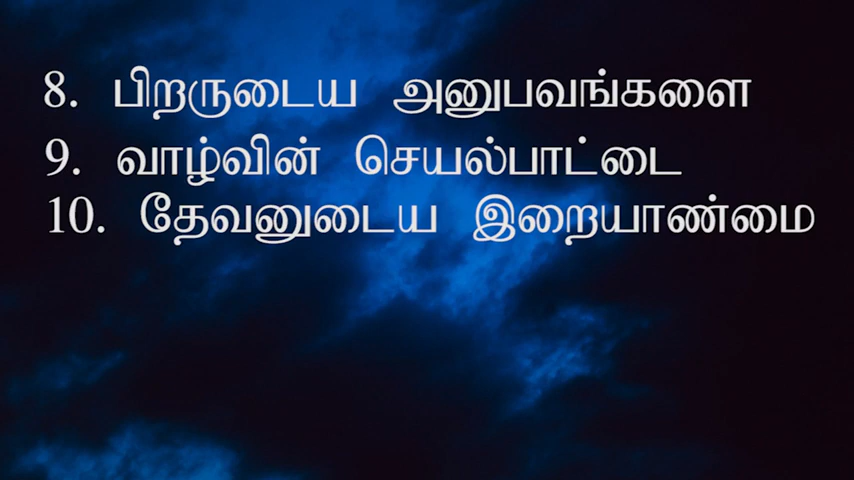 8. பிறருடைய அனுபவங்களை
9. வாழ்வின் செயல்பாட்டை
10. தேவனுடைய இறையாண்மை